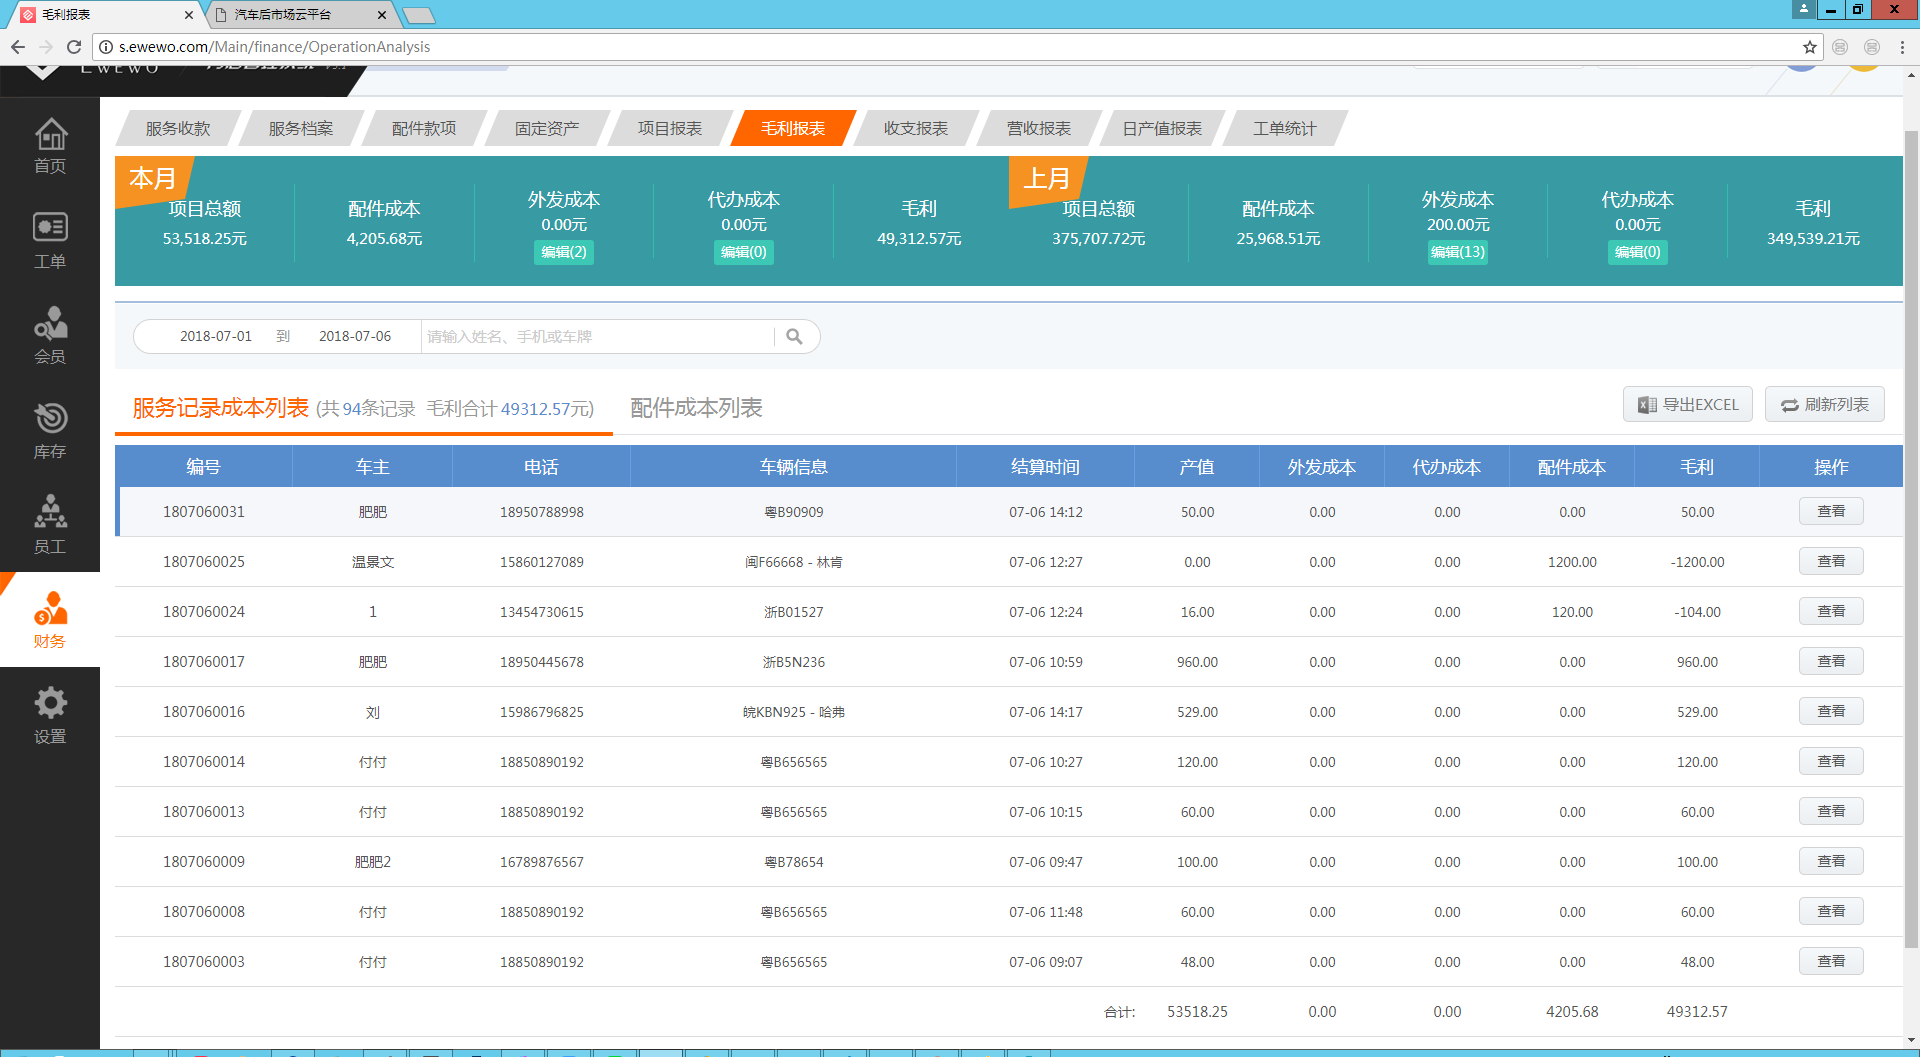 毛利报表
汽车后市场云平台
s.ewewo.com/Main/finance/OperationAnalysis
EWEWO
首页
工单
会员
库存
员工
财务
设置
服务收款 服务档案 配件款项 固定资产 项目报表 毛利报表 收支报表 营收报表 日产值报表 工单统计
本月
项目总额 配件成本 外发成本 代办成本 毛利
53,518.25元 4,205.68元 0.00元 0.00元 49,312.57元
编辑(2) 编辑(0)
上月
项目总额 配件成本 外发成本 代办成本 毛利
375,707.72元 25,968.51元 200.00元 0.00元 349,539.21元
编辑(13) 编辑(0)
2018-07-01 到 2018-07-06 请输入姓名、手机或车牌
服务记录成本列表 (共94条记录 毛利合计49312.57元) 配件成本列表 导出EXCEL 刷新列表
编号 车主 电话 车辆信息 结算时间 产值 外发成本 代办成本 配件成本 毛利 操作
1807060031 肥肥 18950788998 粤B90909 07-06 14:12 50.00 0.00 0.00 0.00 50.00 查看
1807060025 温景文 15860127089 闽F66668 - 林肯 07-06 12:27 0.00 0.00 0.00 1200.00 -1200.00 查看
1807060024 1 13454730615 浙B01527 07-06 12:24 16.00 0.00 0.00 120.00 -104.00 查看
1807060017 肥肥 18950445678 浙B5N236 07-06 10:59 960.00 0.00 0.00 0.00 960.00 查看
1807060016 刘 15986796825 皖KBN925 - 哈弗 07-06 14:17 529.00 0.00 0.00 0.00 529.00 查看
1807060014 付付 18850890192 粤B656565 07-06 10:27 120.00 0.00 0.00 0.00 120.00 查看
1807060013 付付 18850890192 粤B656565 07-06 10:15 60.00 0.00 0.00 0.00 60.00 查看
1807060009 肥肥2 16789876567 粤B78654 07-06 09:47 100.00 0.00 0.00 0.00 100.00 查看
1807060008 付付 18850890192 粤B656565 07-06 11:48 60.00 0.00 0.00 0.00 60.00 查看
1807060003 付付 18850890192 粤B656565 07-06 09:07 48.00 0.00 0.00 0.00 48.00 查看
合计: 53518.25 0.00 0.00 4205.68 49312.57